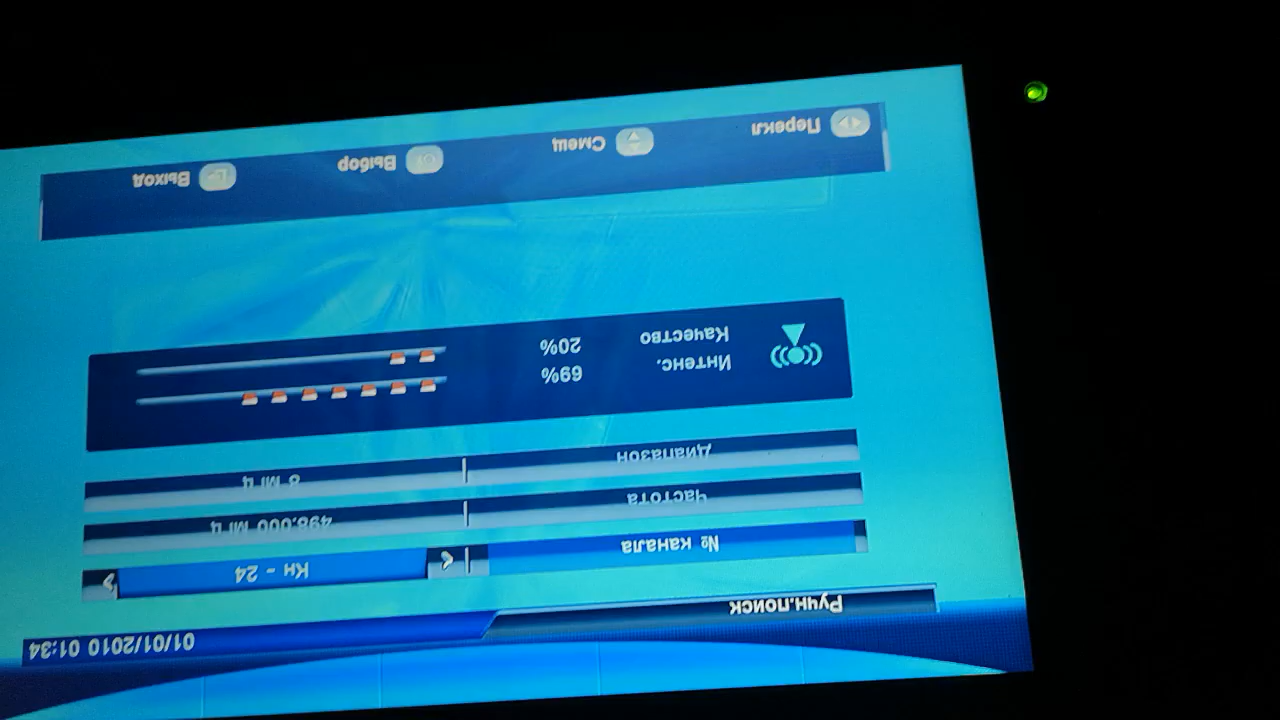 01/01/2010 01:34
Ручн.поиск
№ канала Кн - 24
Частота 498.000 МГц
Диапазон 8 МГц
Интенс. 69%
Качество 20%
Перекл Смещ Выбор Выход